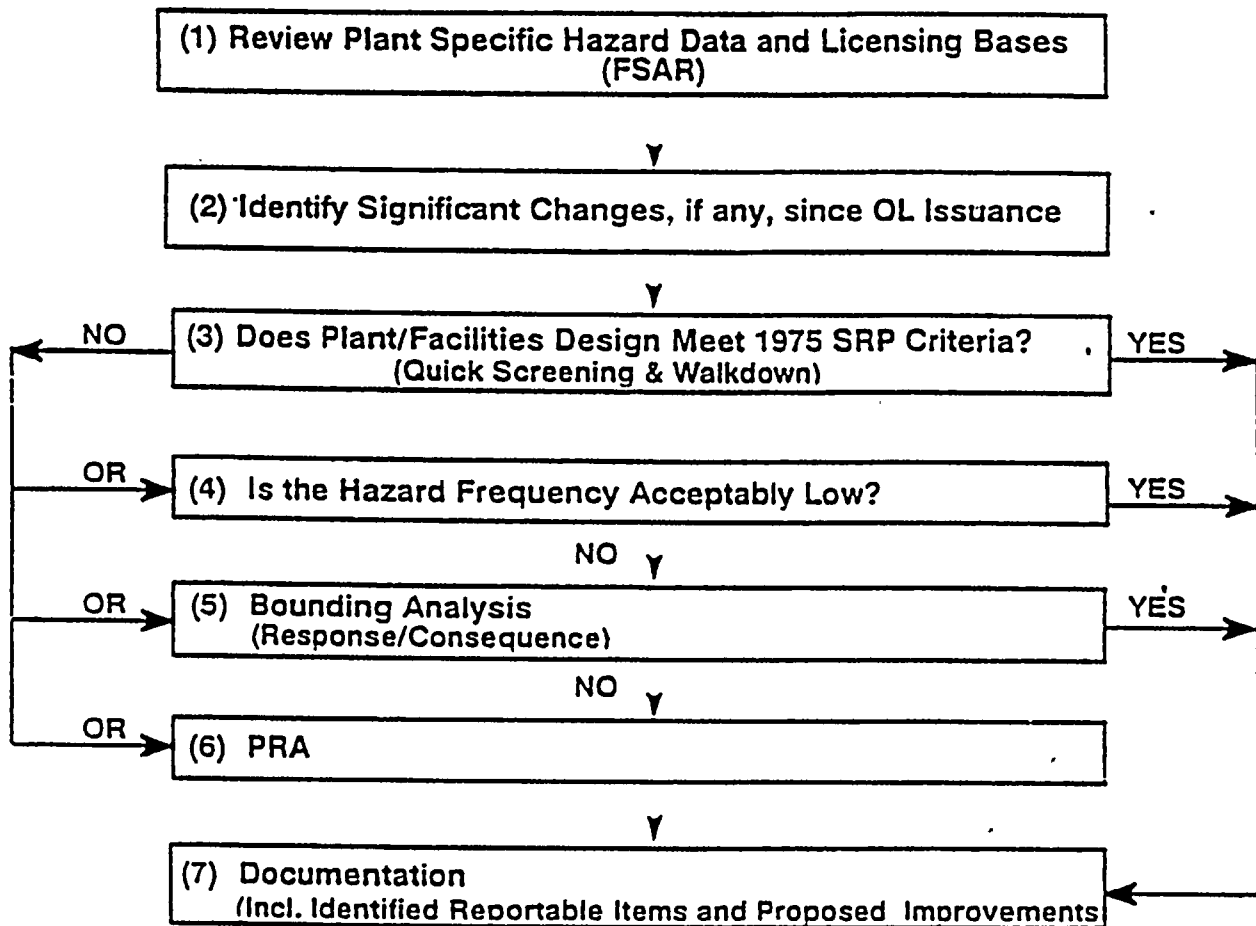 (1) Review Plant Specific Hazard Data and Licensing Bases
(FSAR)
(2) Identify Significant Changes, if any, since OL Issuance
NO
(3) Does Plant/Facilities Design Meet 1975 SRP Criteria?
(Quick Screening & Walkdown)
YES
OR
(4) Is the Hazard Frequency Acceptably Low?
YES
NO
OR
(5) Bounding Analysis
(Response/Consequence)
YES
NO
OR
(6) PRA
(7) Documentation
(Incl. Identified Reportable Items and Proposed Improvements